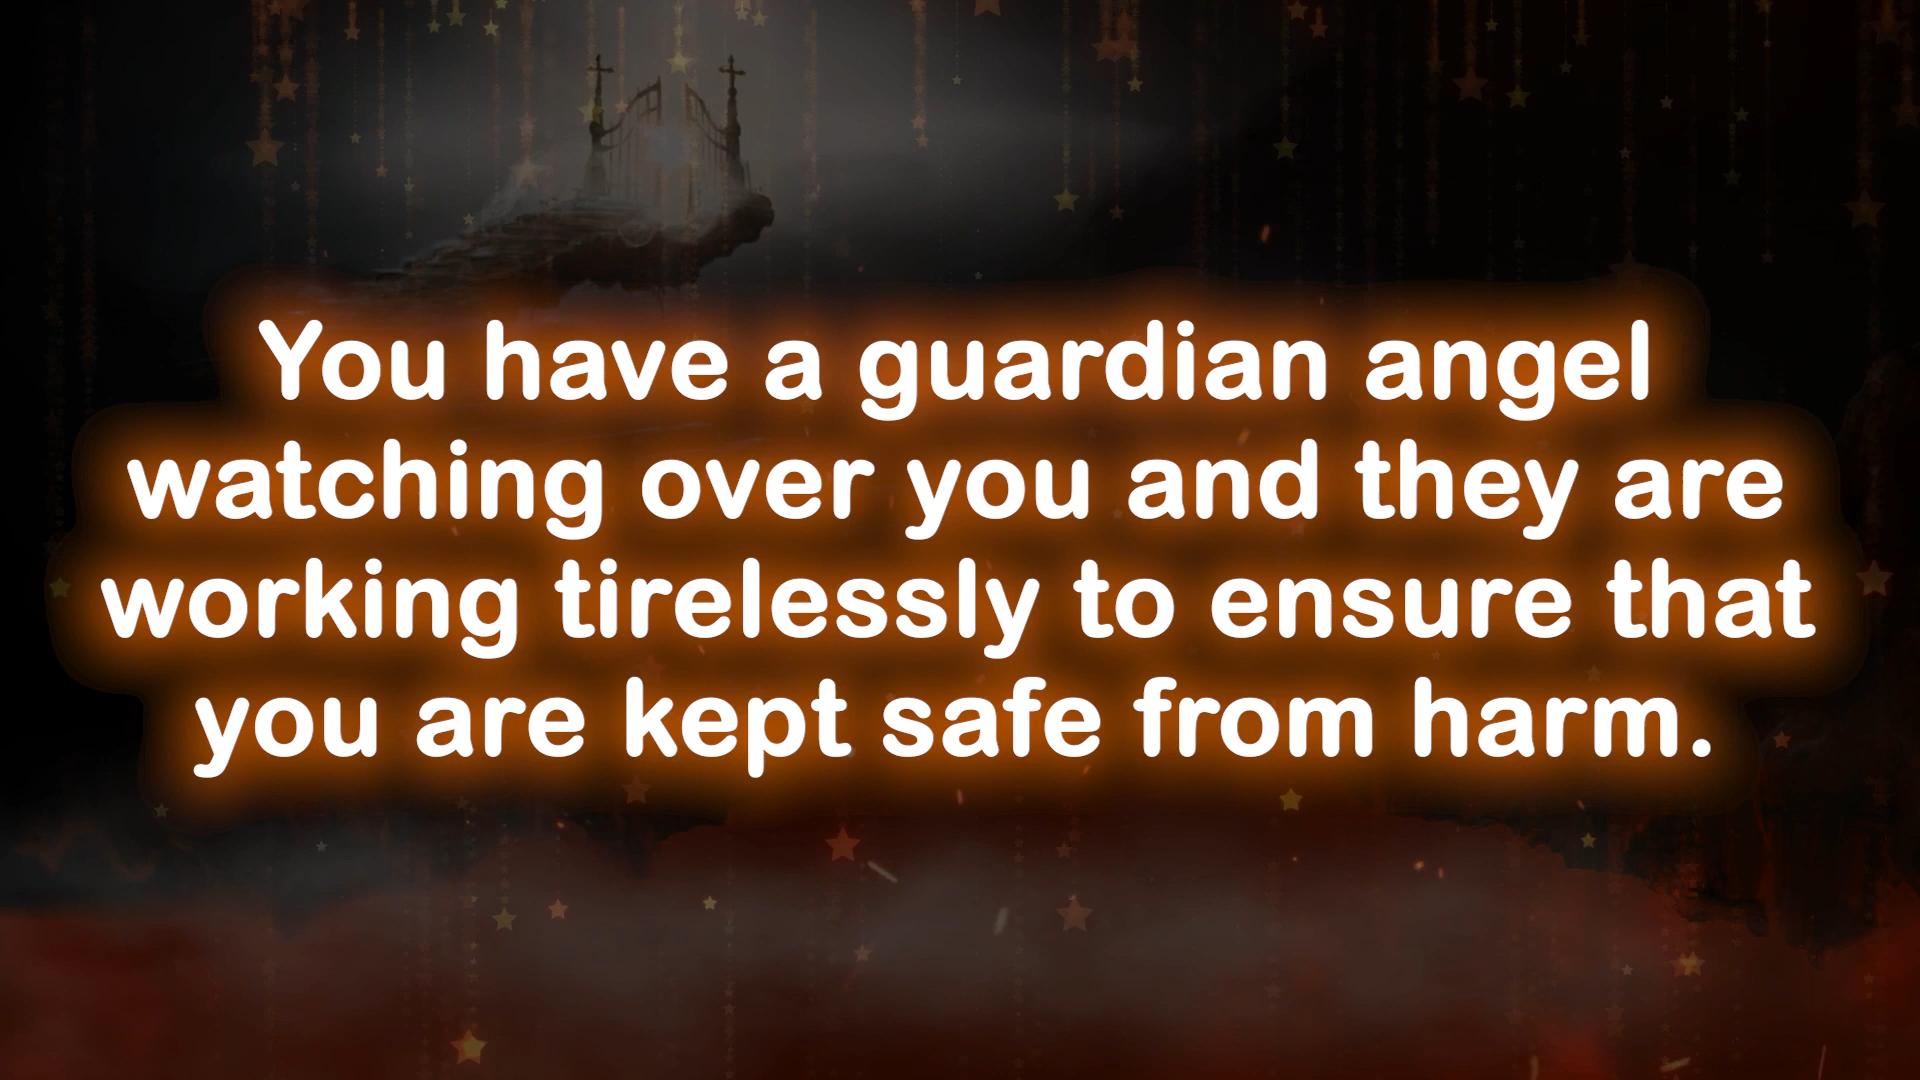 You have a guardian angel
watching over you and they are
working tirelessly to ensure that
you are kept safe from harm.